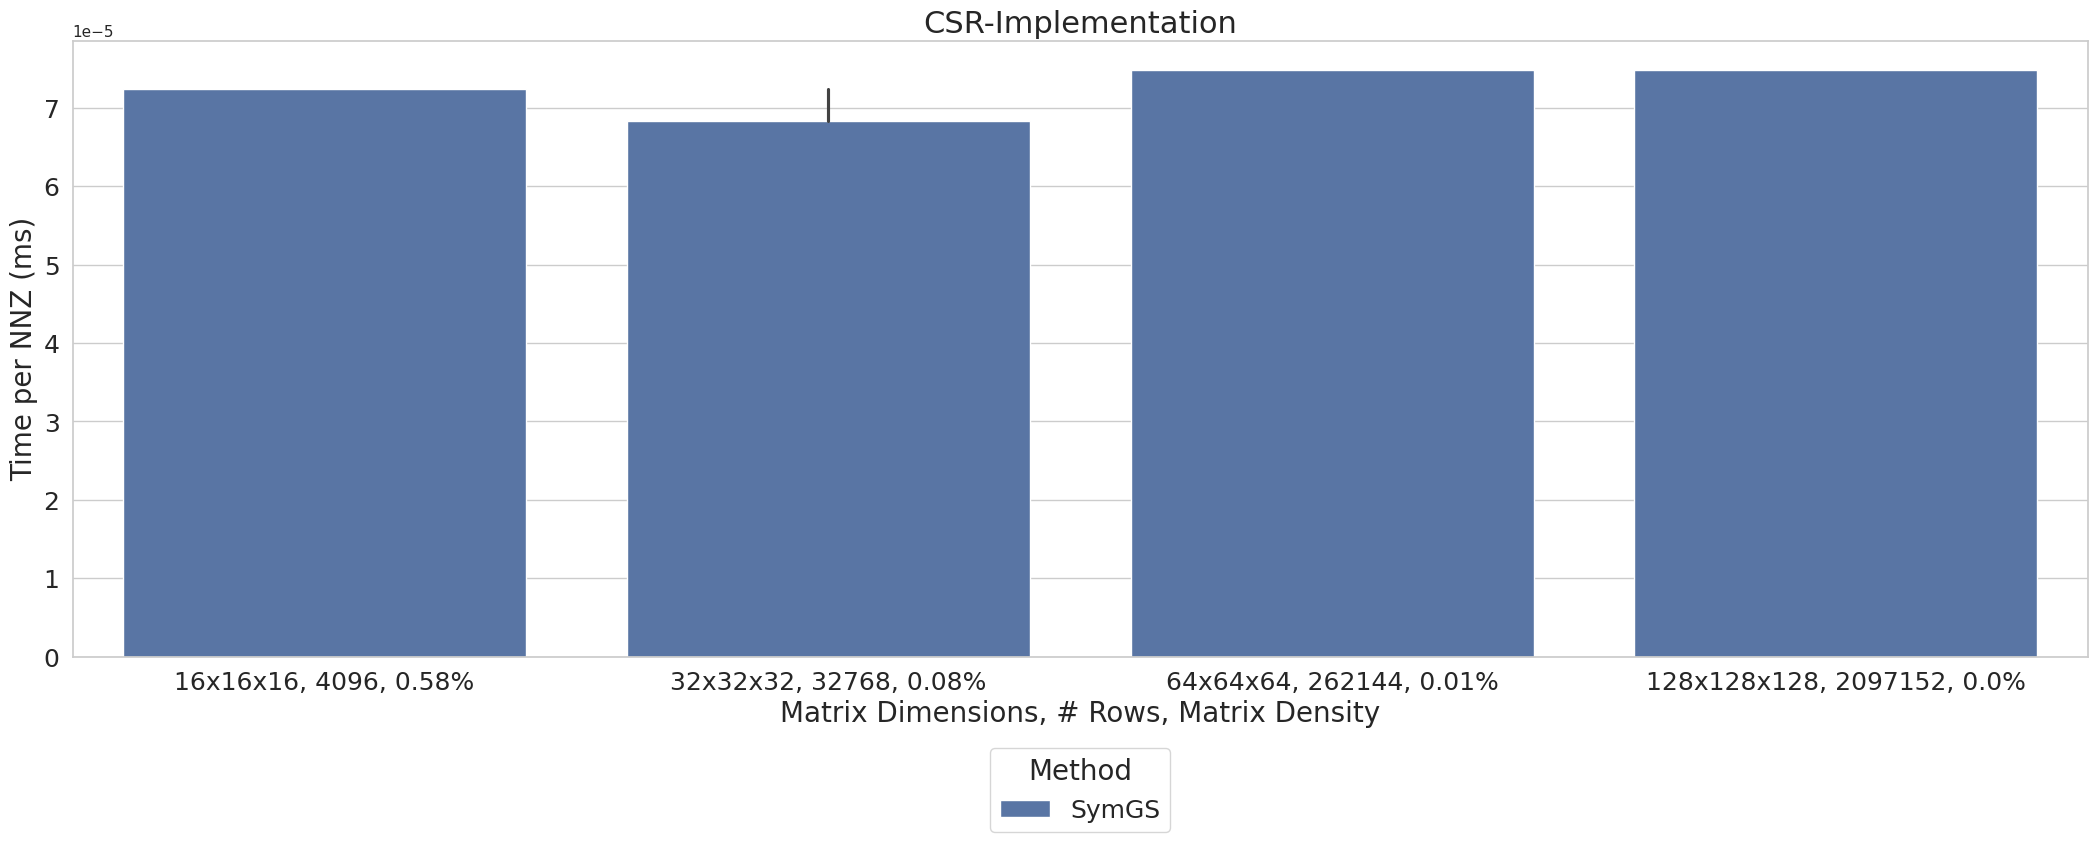 CSR-Implementation
1e−5
Time per NNZ (ms)
7
6
5
4
3
2
1
0
16x16x16, 4096, 0.58%
32x32x32, 32768, 0.08%
64x64x64, 262144, 0.01%
128x128x128, 2097152, 0.0%
Matrix Dimensions, # Rows, Matrix Density
Method
SymGS